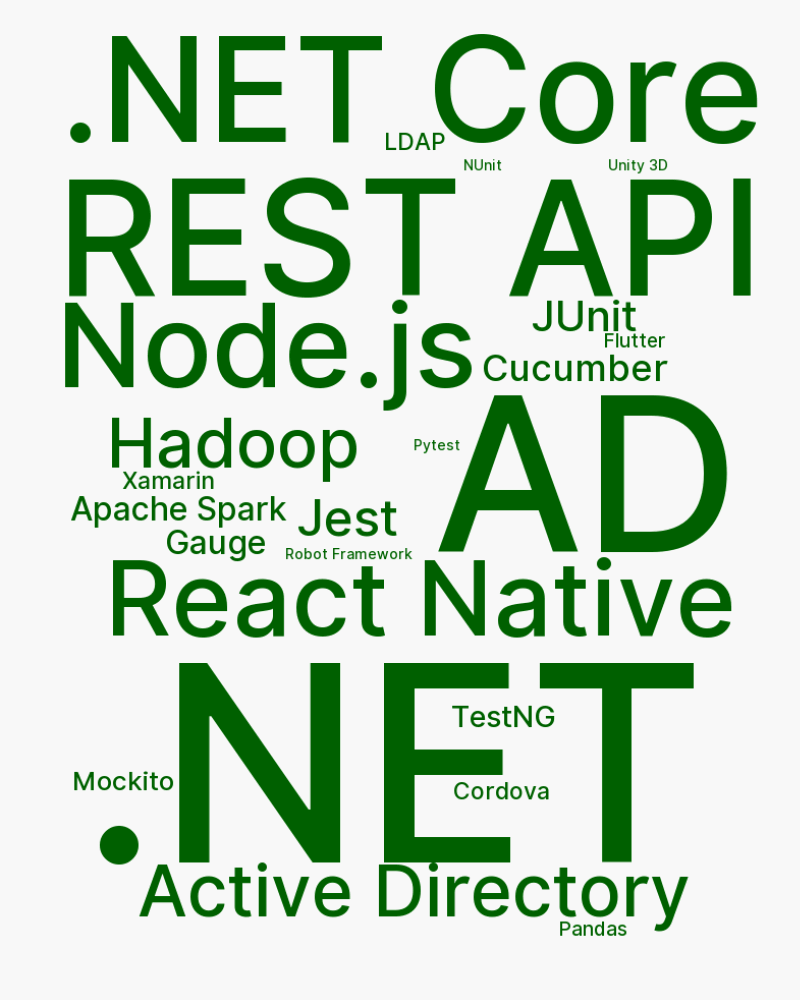 .NET Core
LDAP
NUnit
Unity 3D
REST API
Node.js
JUnit
Flutter
Cucumber
AD
Hadoop
Pytest
Xamarin
Apache Spark
Jest
Gauge
Robot Framework
React Native
.NET
TestNG
Mockito
Cordova
Active Directory
Pandas